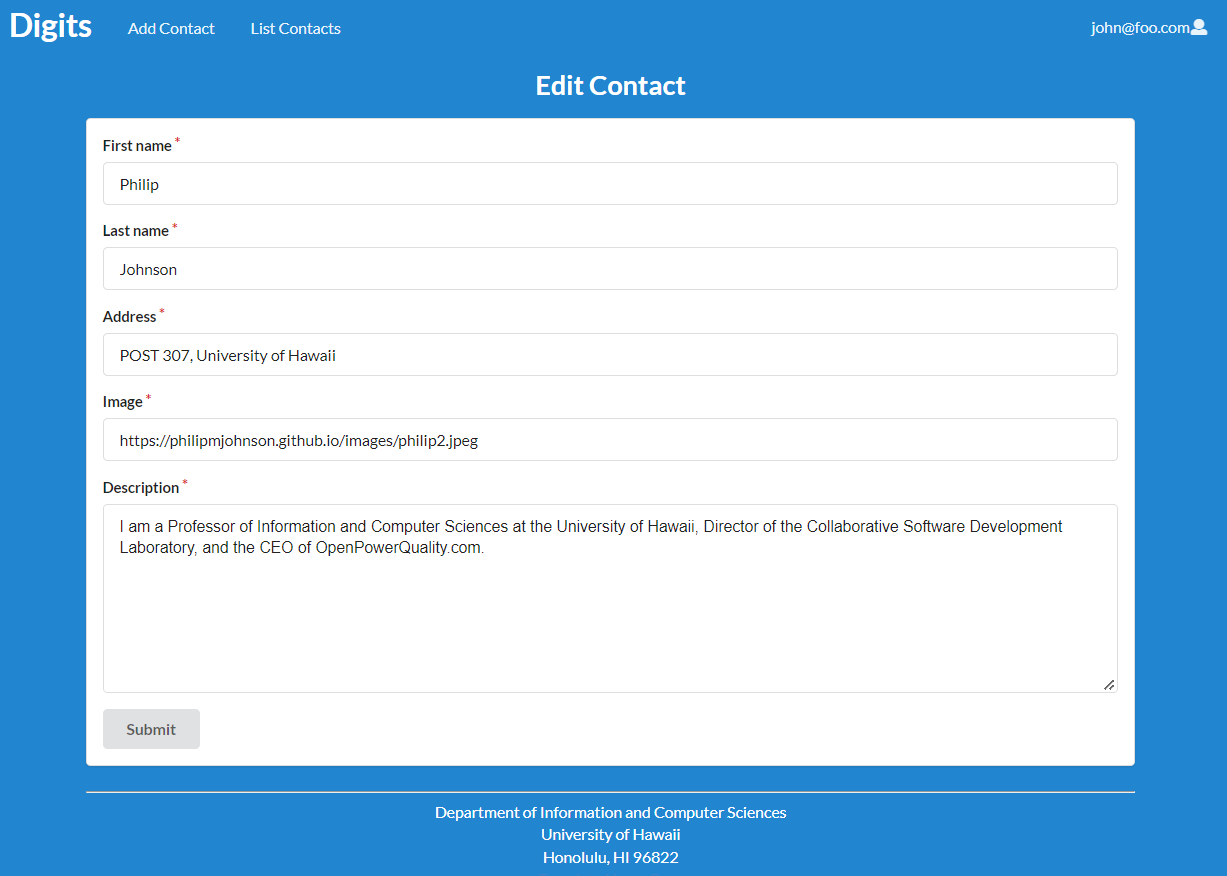 Digits Add Contact List Contacts john@foo.com
Edit Contact
First name *
Philip
Last name *
Johnson
Address *
POST 307, University of Hawaii
Image *
https://philipmjohnson.github.io/images/philip2.jpeg
Description *
I am a Professor of Information and Computer Sciences at the University of Hawaii, Director of the Collaborative Software Development
Laboratory, and the CEO of OpenPowerQuality.com.
Submit
Department of Information and Computer Sciences
University of Hawaii
Honolulu, HI 96822